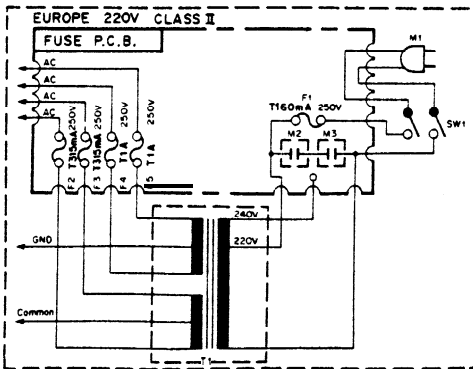 EUROPE 220V CLASS II
FUSE P.C.B.
M1
AC
AC
AC
AC
250V
250V
250V
250V
T315mA
T315mA
T1A
T1A
F2
F3
F4
5
F1
T160mA 250V
M2
M3
SW1
240V
220V
GND
Common
T1